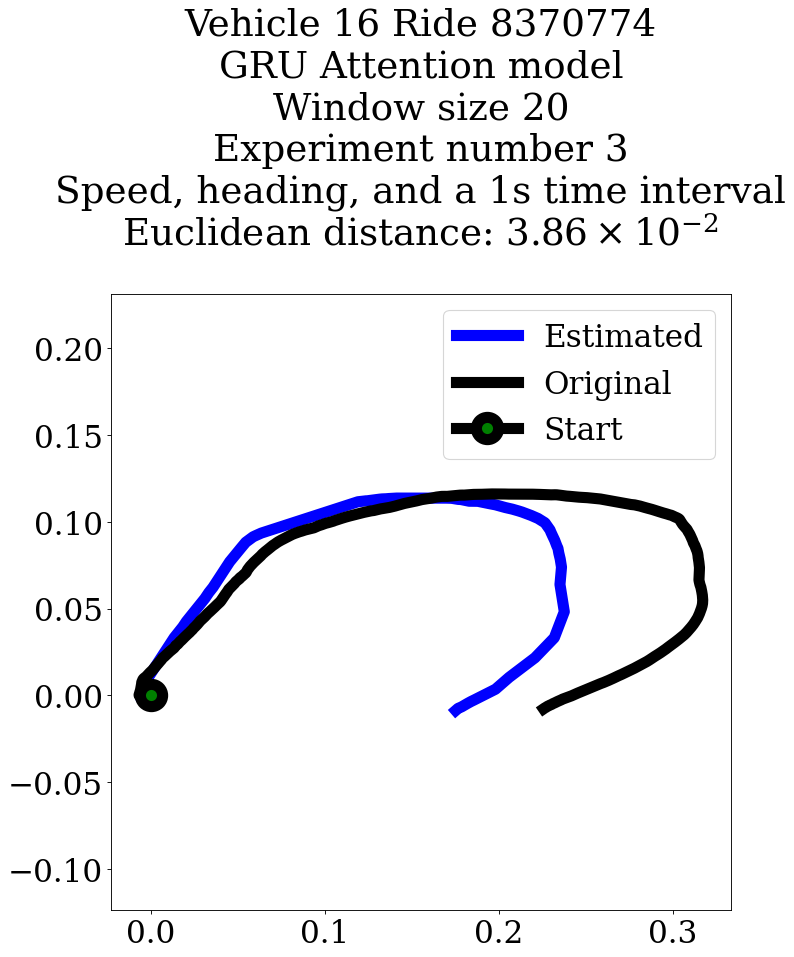 Vehicle 16 Ride 8370774
GRU Attention model
Window size 20
Experiment number 3
Speed, heading, and a 1s time interval
Euclidean distance: 3.86 × 10⁻²
Estimated
Original
Start
0.20
0.15
0.10
0.05
0.00
−0.05
−0.10
0.0 0.1 0.2 0.3